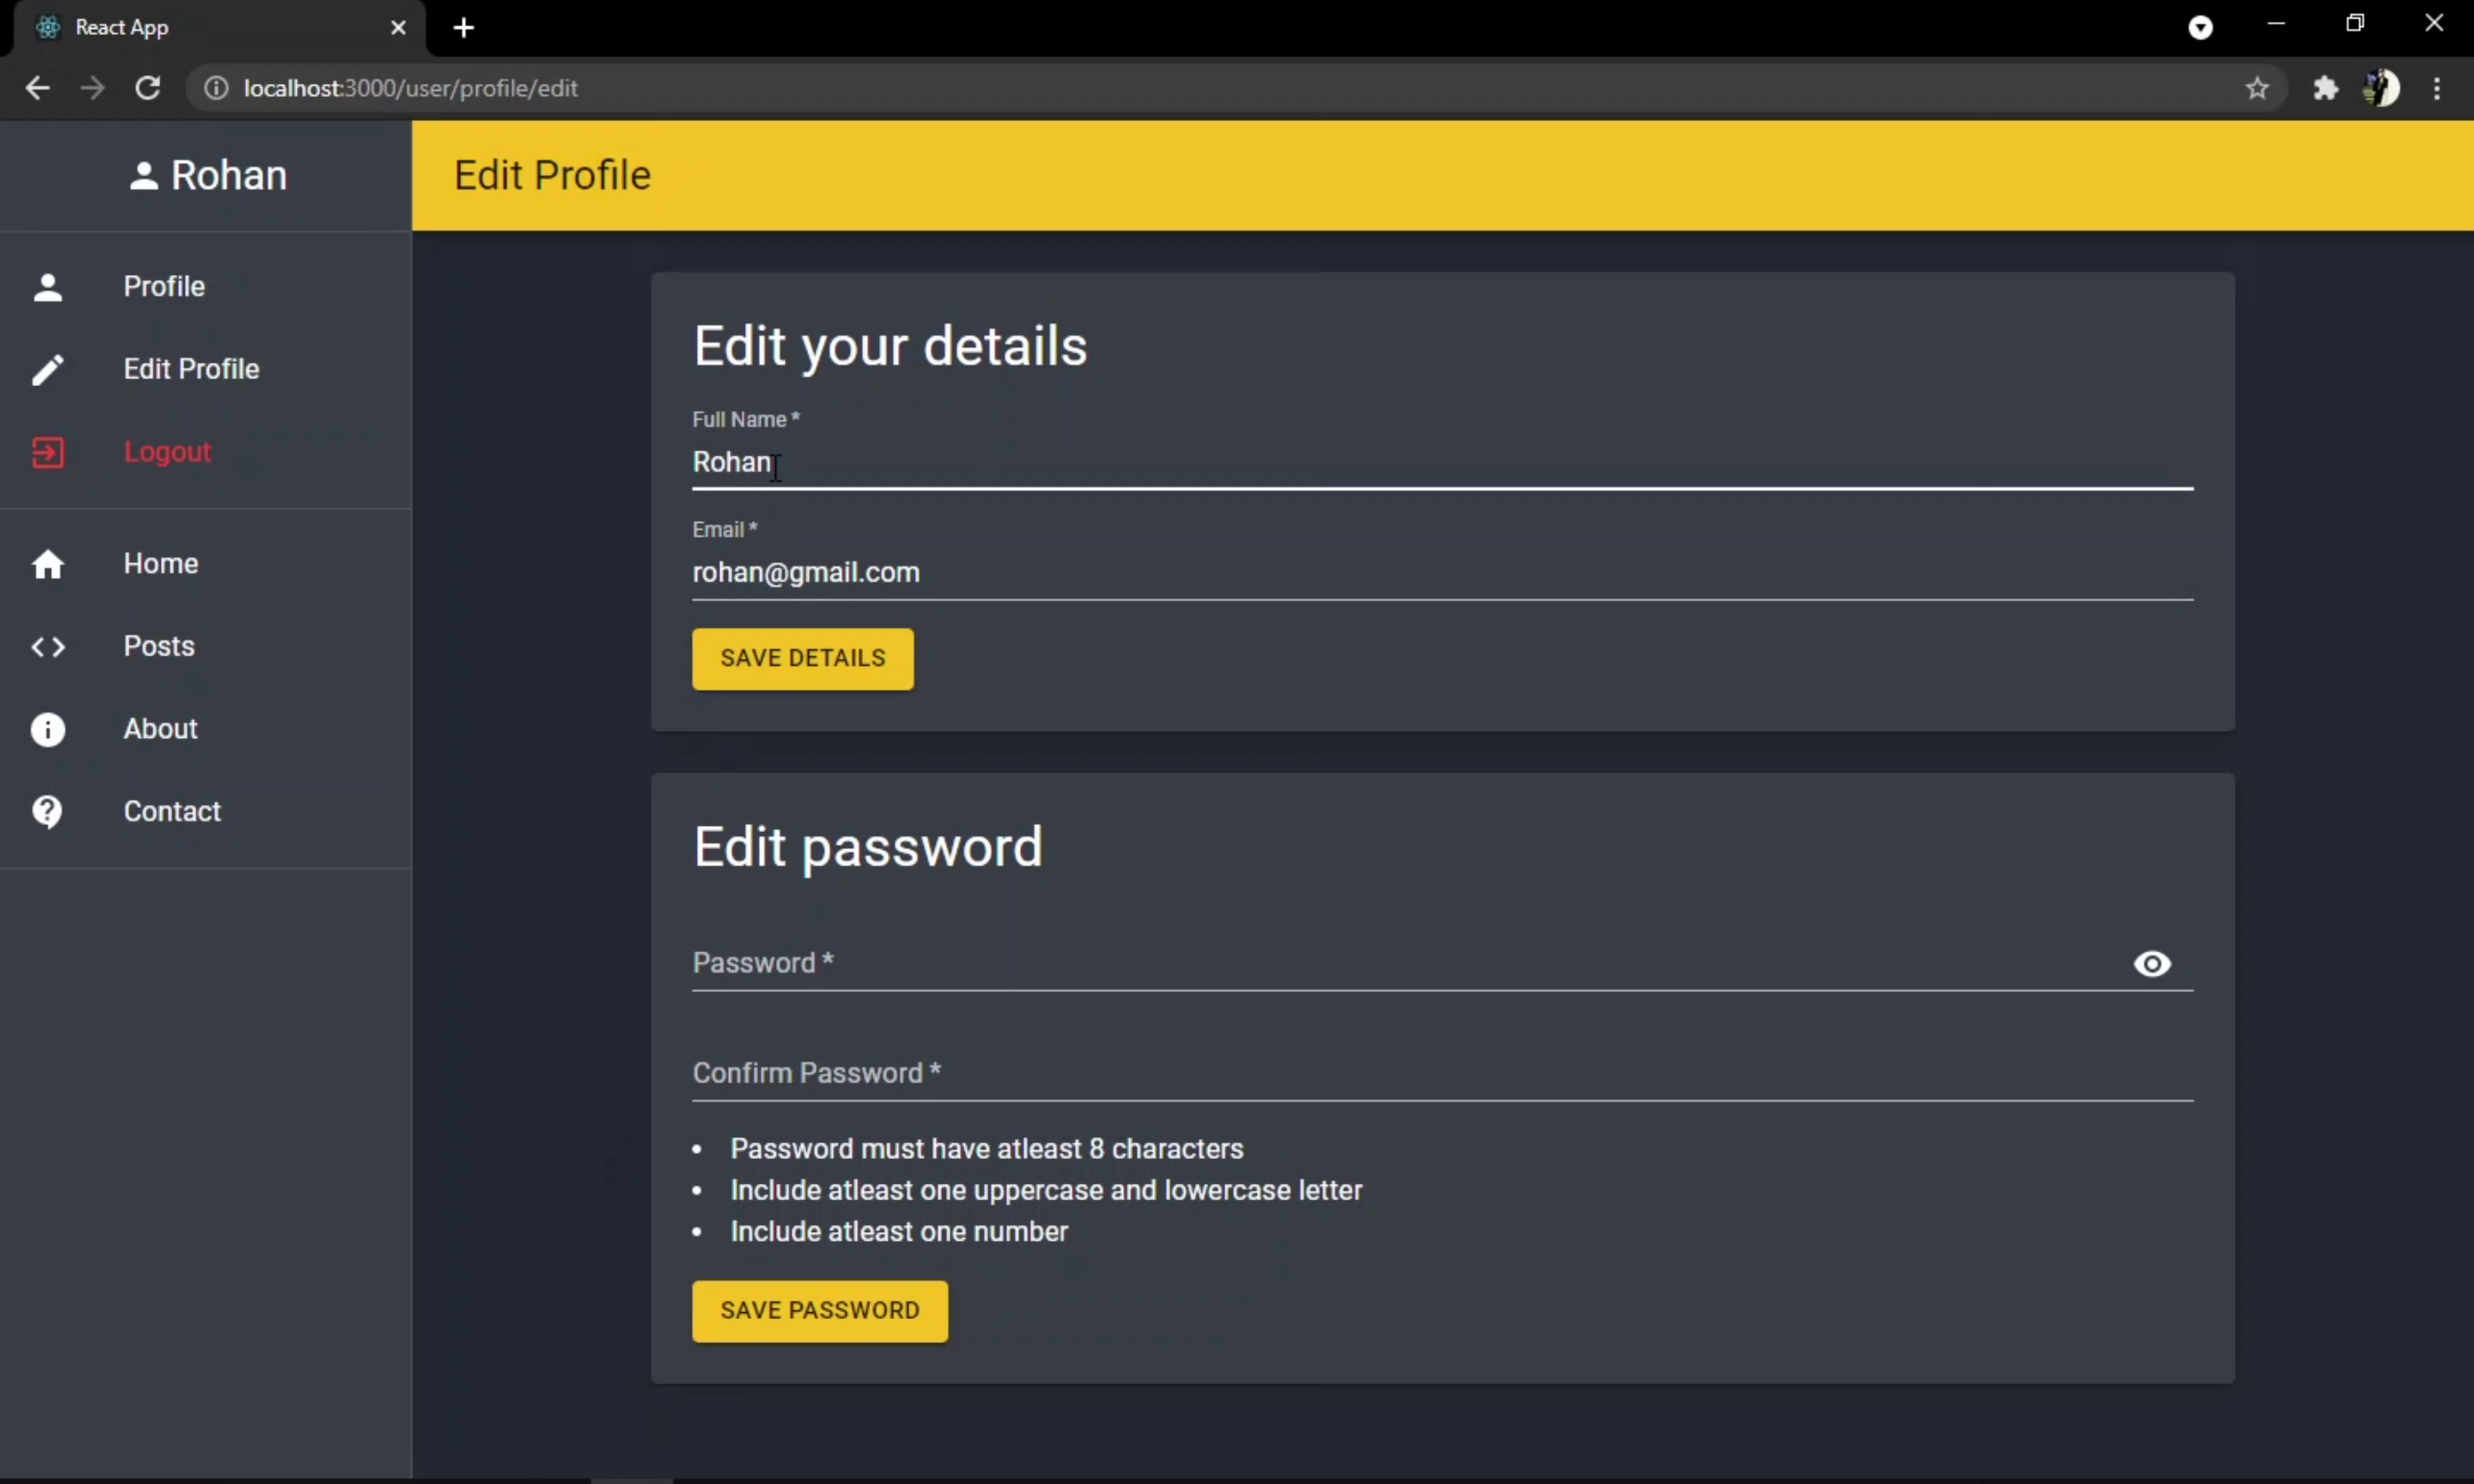 React App
localhost:3000/user/profile/edit
Rohan
Edit Profile
Profile
Edit Profile
Logout
Home
Posts
About
Contact
Edit your details
Full Name *
Rohan
Email *
rohan@gmail.com
SAVE DETAILS
Edit password
Password *
Confirm Password *
• Password must have atleast 8 characters
• Include atleast one uppercase and lowercase letter
• Include atleast one number
SAVE PASSWORD